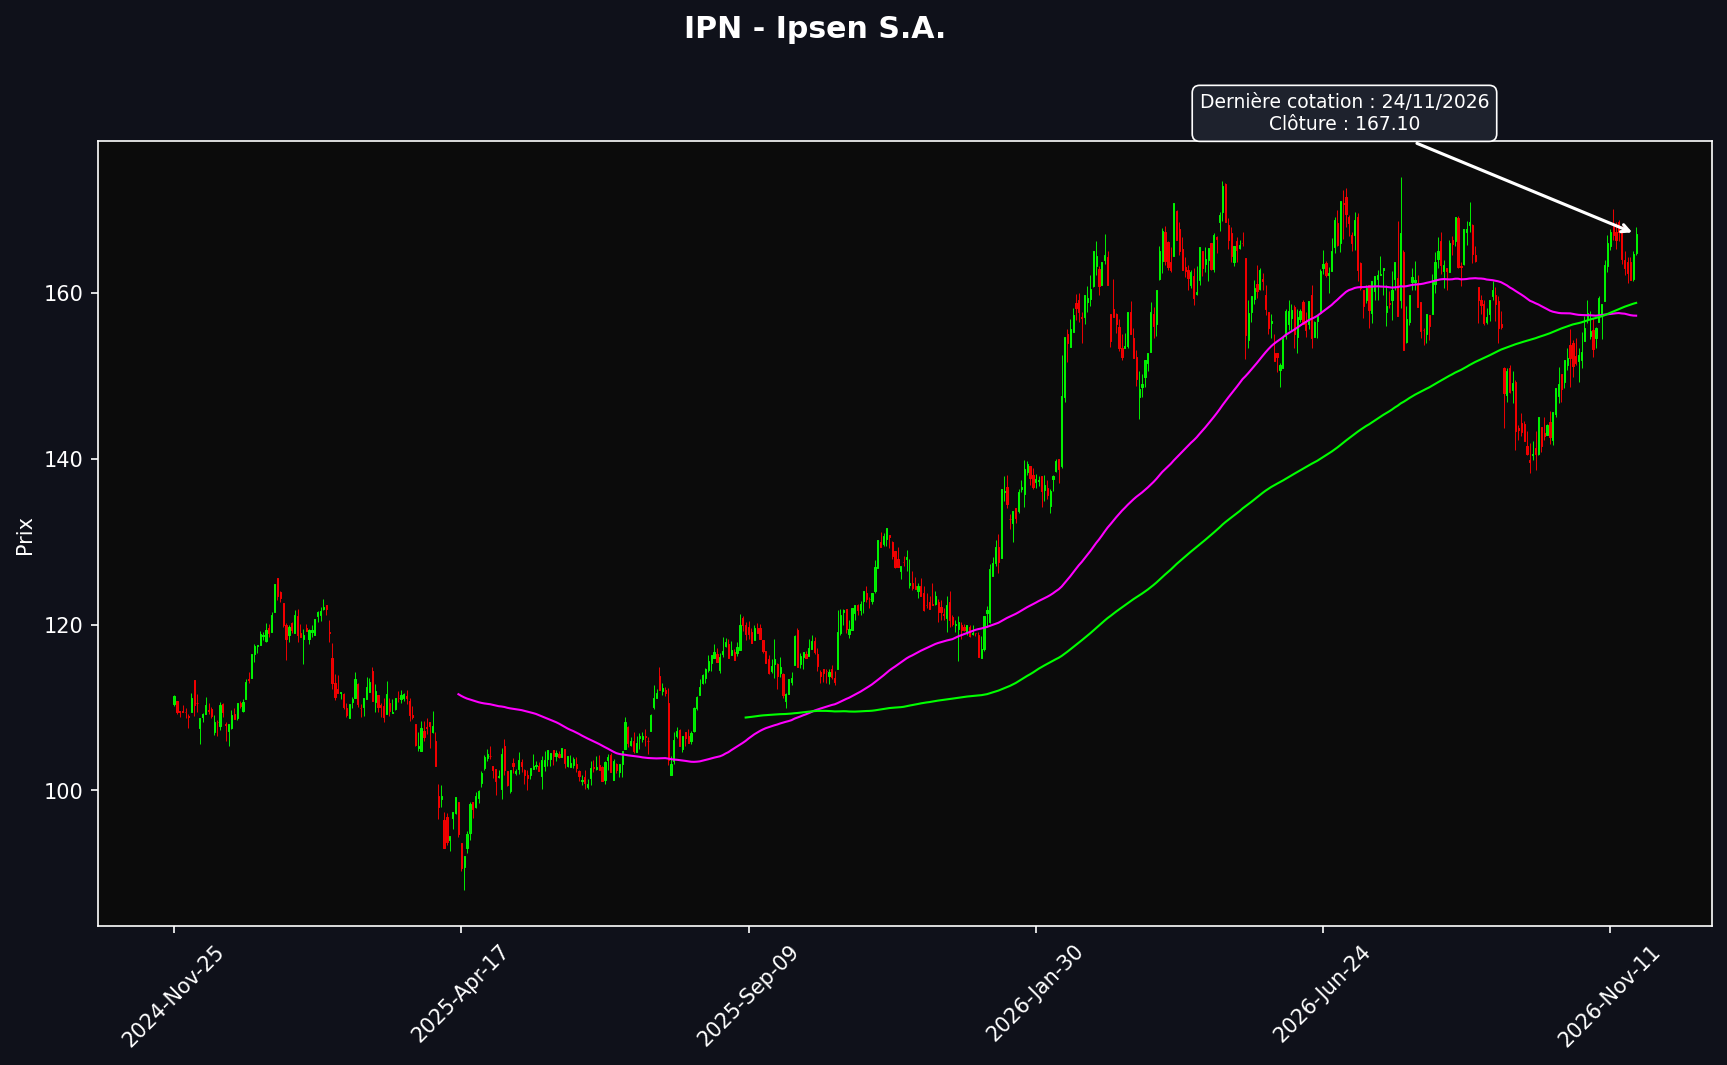 IPN - Ipsen S.A.
Dernière cotation : 24/11/2026
Clôture : 167.10
160
140
120
100
Prix
2024-Nov-25
2025-Apr-17
2025-Sep-09
2026-Jan-30
2026-Jun-24
2026-Nov-11